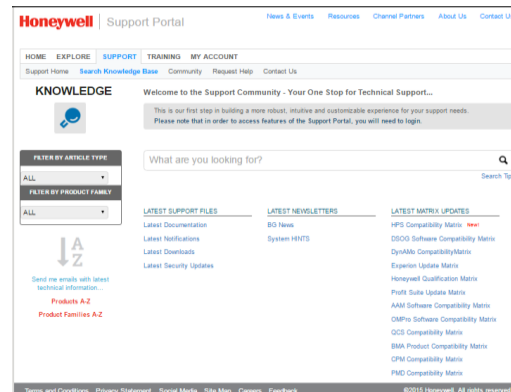 Honeywell | Support Portal
News & Events Resources Channel Partners About Us Contact U
HOME EXPLORE SUPPORT TRAINING MY ACCOUNT
Support Home Search Knowledge Base Community Request Help Contact Us
KNOWLEDGE
Welcome to the Support Community - Your One Stop for Technical Support...
This is our first step in building a more robust, intuitive and customizable experience for your support needs.
Please note that in order to access features of the Support Portal, you will need to login.
FILTER BY ARTICLE TYPE
ALL
FILTER BY PRODUCT FAMILY
ALL
What are you looking for?
Search Tip
A
Z
Send me emails with latest
technical information...
Products A-Z
Product Families A-Z
LATEST SUPPORT FILES
Latest Documentation
Latest Notifications
Latest Downloads
Latest Security Updates
LATEST NEWSLETTERS
BG News
System HINTS
LATEST MATRIX UPDATES
HPS Compatibility Matrix New!
DSOG Software Compatibility Matrix
DynAMo CompatibilityMatrix
Experion Update Matrix
Honeywell Qualification Matrix
Profit Suite Update Matrix
AAM Software Compatibility Matrix
OMPro Software Compatibility Matrix
QCS Compatibility Matrix
BMA Product Compatibility Matrix
CPM Compatibility Matrix
PMD Compatibility Matrix
Terms and Conditions Privacy Statement Social Media Site Map Careers Feedback
©2015 Honeywell. All rights reserved